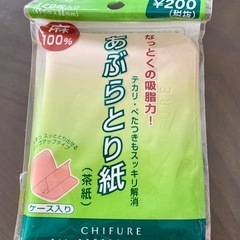 麻
100%
¥200
(税抜)
なっとくの吸脂力!
テカリ・べたつきもスッキリ解消
あぶらとり紙
(茶紙)
ケース入り
CHIFURE